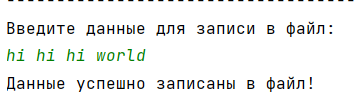 Введите данные для записи в файл:
hi hi hi world
Данные успешно записаны в файл!